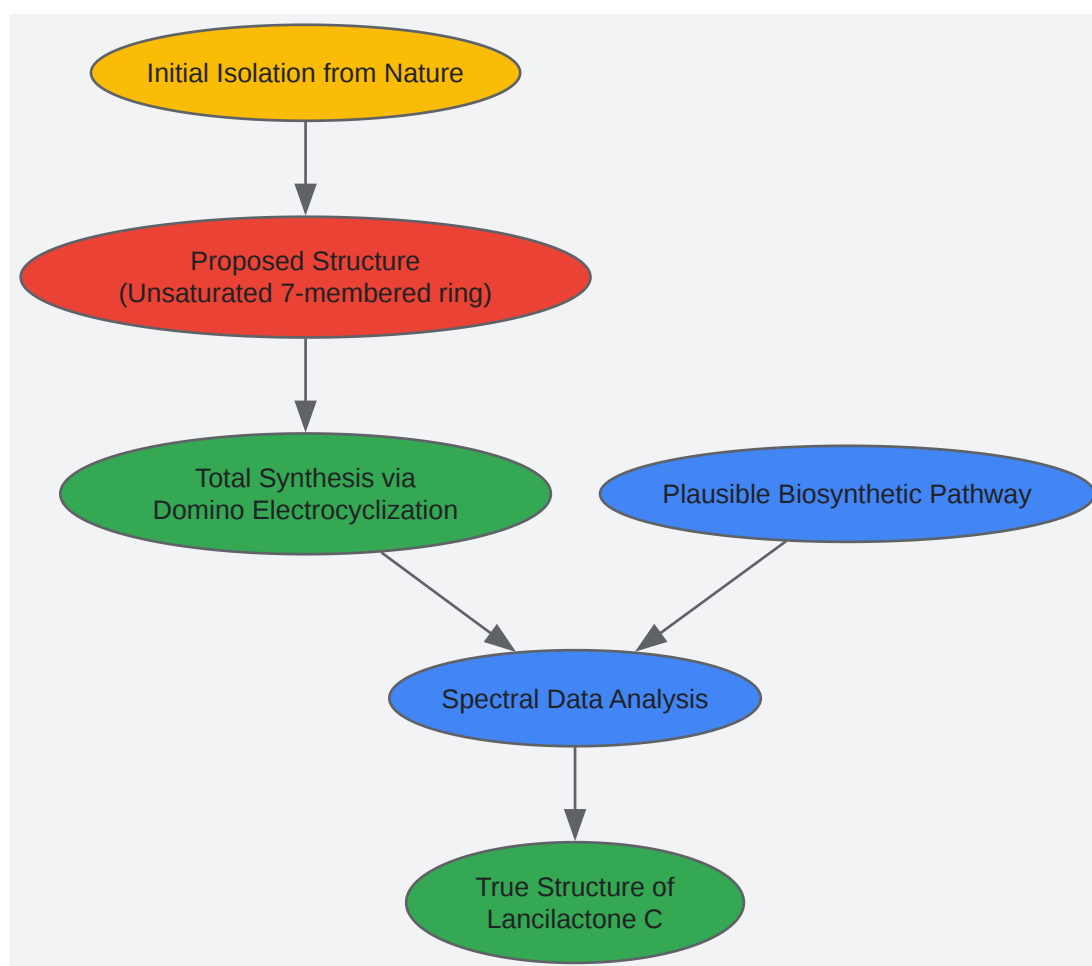 Initial Isolation from Nature
Proposed Structure
(Unsaturated 7-membered ring)
Total Synthesis via
Domino Electrocyclization
Plausible Biosynthetic Pathway
Spectral Data Analysis
True Structure of
Lancilactone C